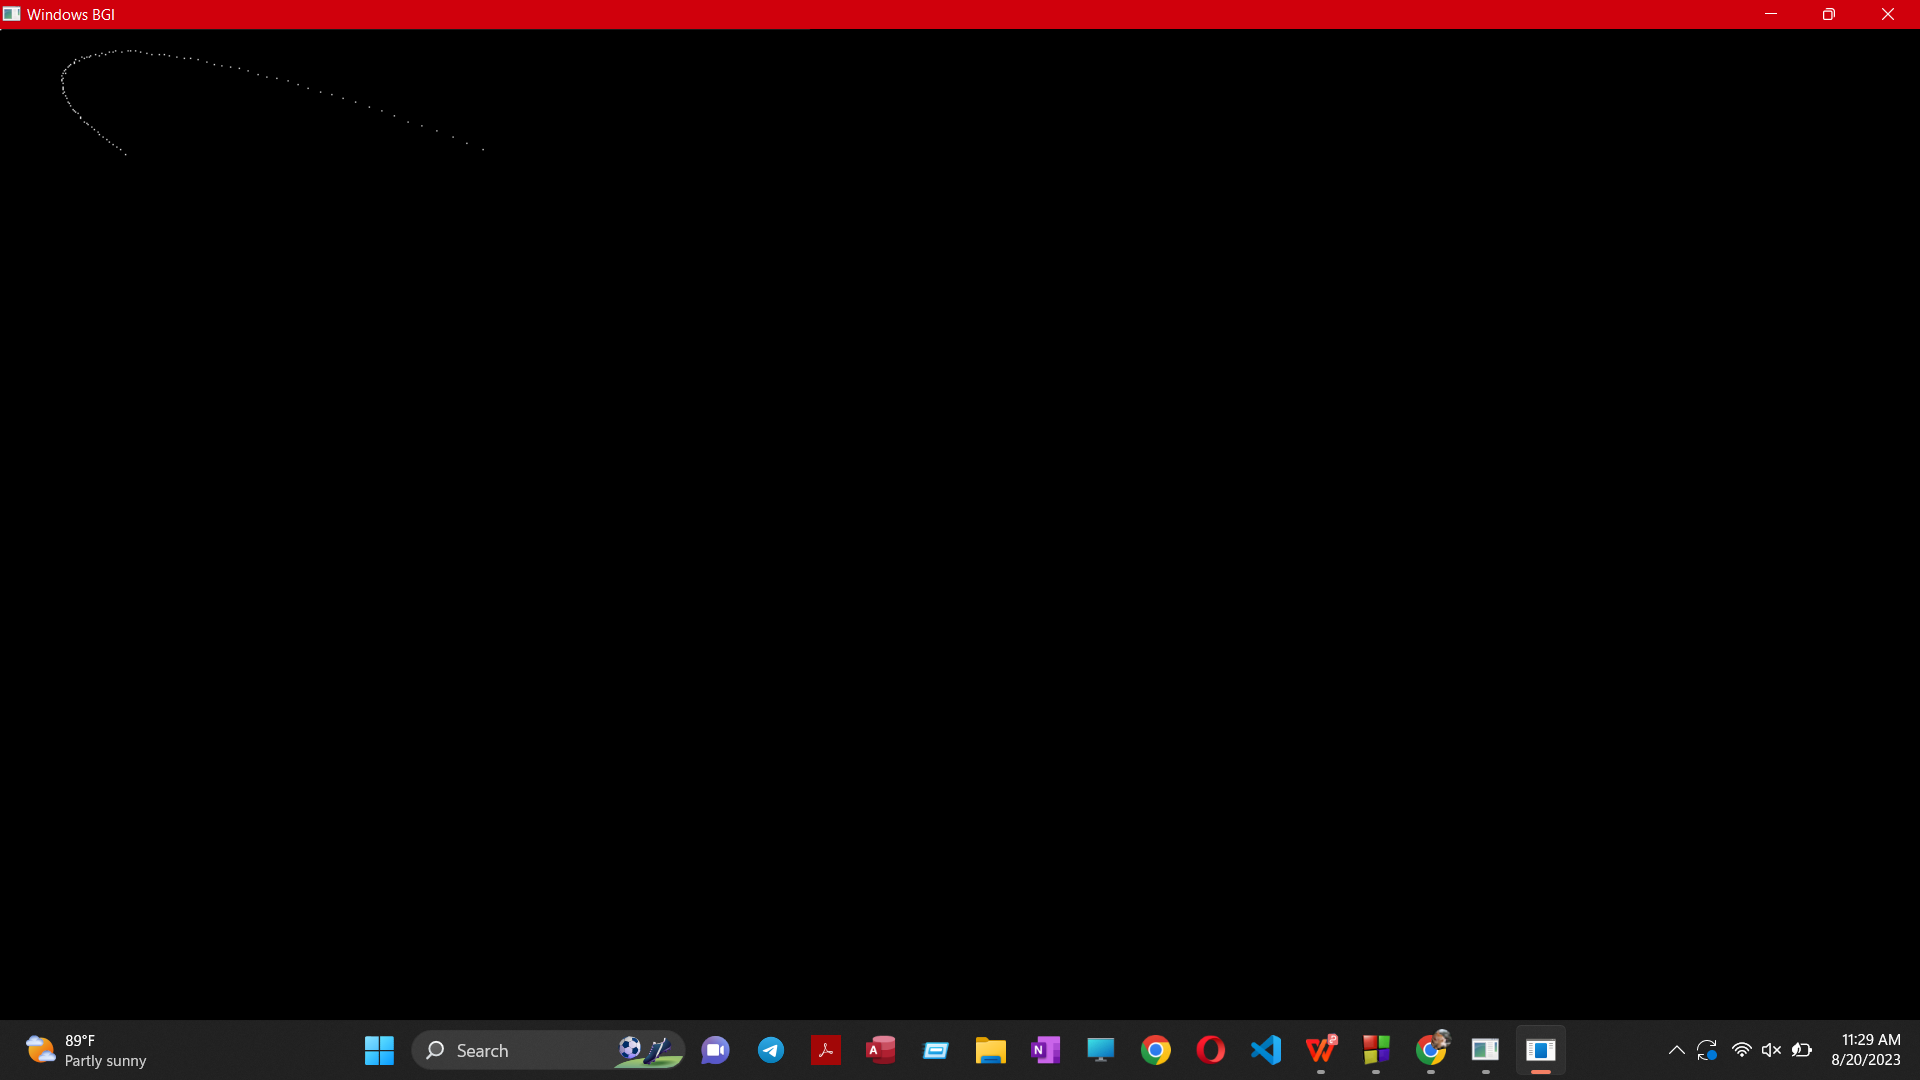 Windows BGI
89°F
Partly sunny
Search
11:29 AM
8/20/2023